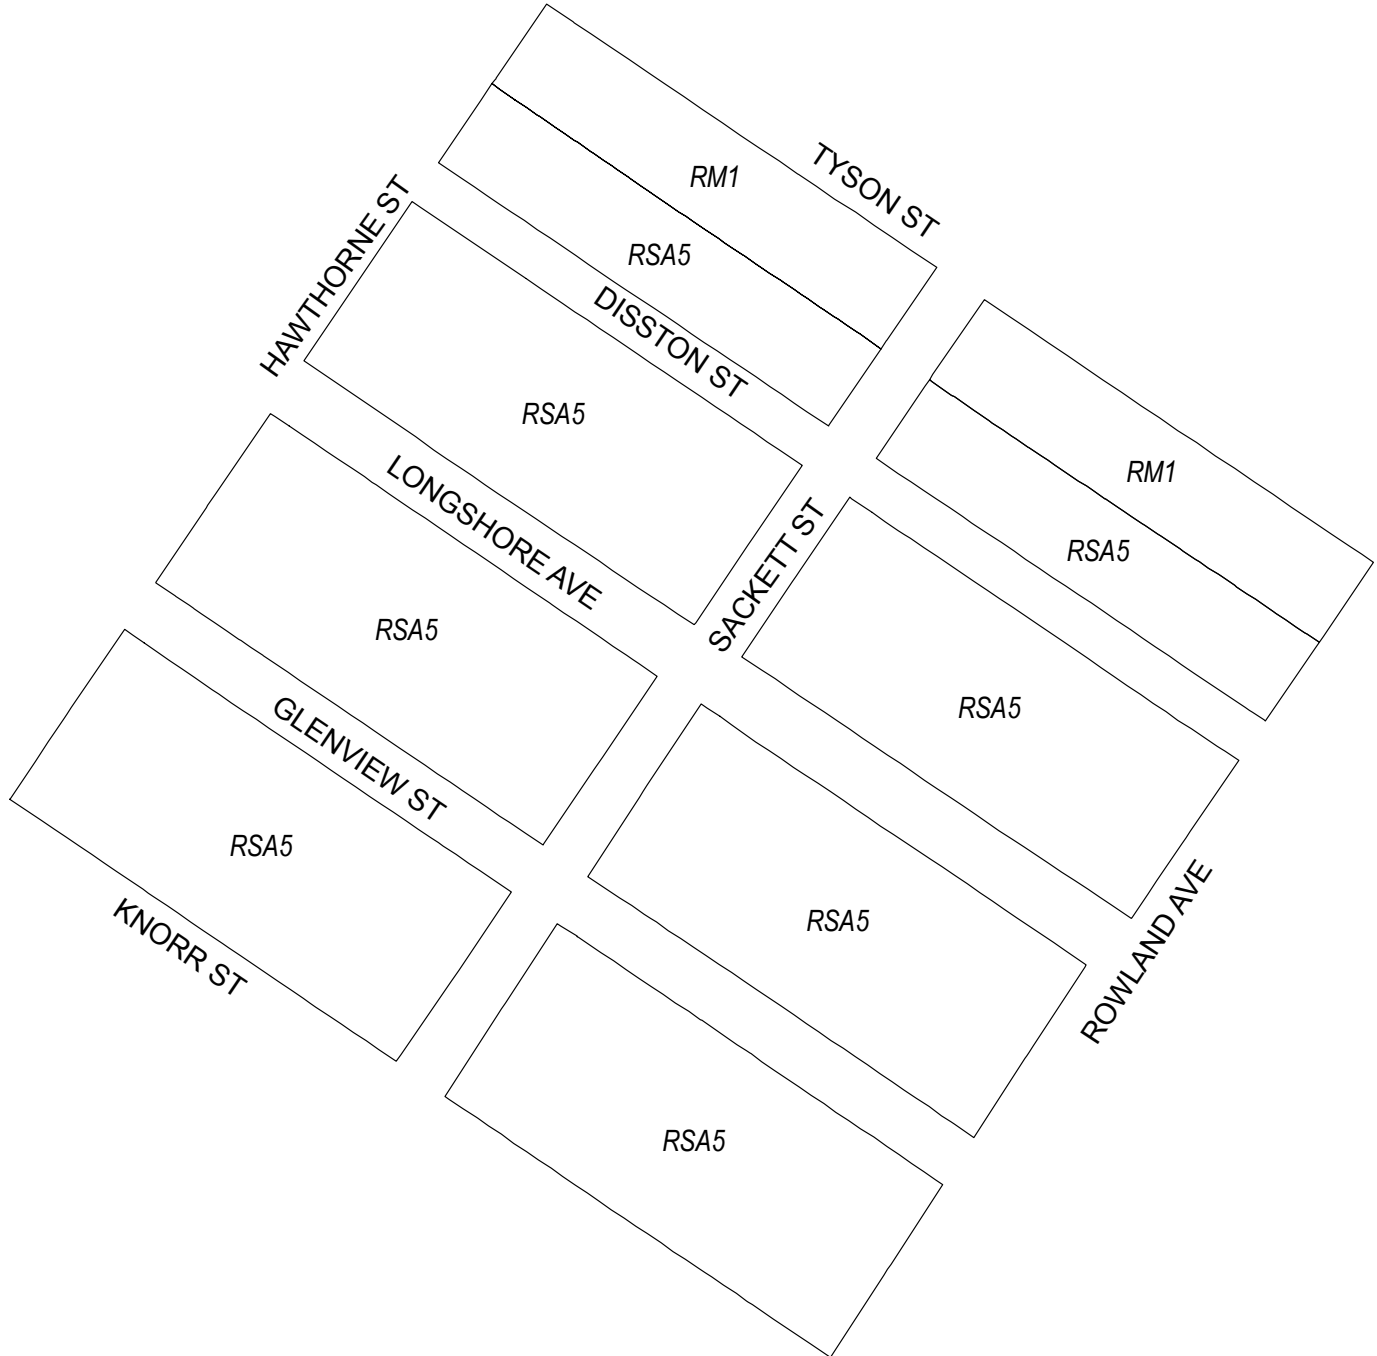 TYSON ST
RM1
HAWTHORNE ST
RSA5
DISSTON ST
RSA5
RM1
LONGSHORE AVE
SACKETT ST
RSA5
RSA5
RSA5
GLENVIEW ST
RSA5
ROWLAND AVE
RSA5
KNORR ST
RSA5